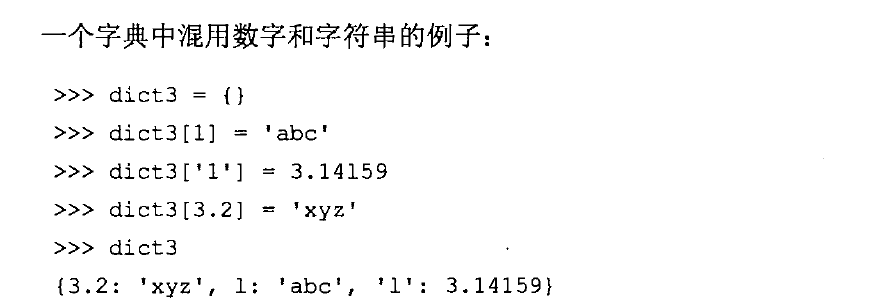 一个字典中混用数字和字符串的例子：
>>> dict3 = {}
>>> dict3[1] = 'abc'
>>> dict3['1'] = 3.14159
>>> dict3[3.2] = 'xyz'
>>> dict3
{3.2: 'xyz', 1: 'abc', '1': 3.14159}